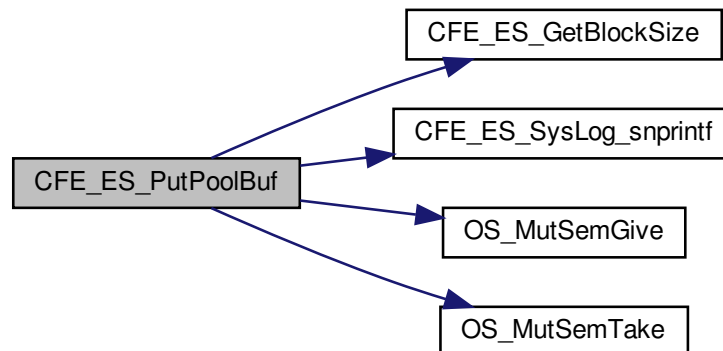 CFE_ES_GetBlockSize
CFE_ES_SysLog_snprintf
CFE_ES_PutPoolBuf
OS_MutSemGive
OS_MutSemTake